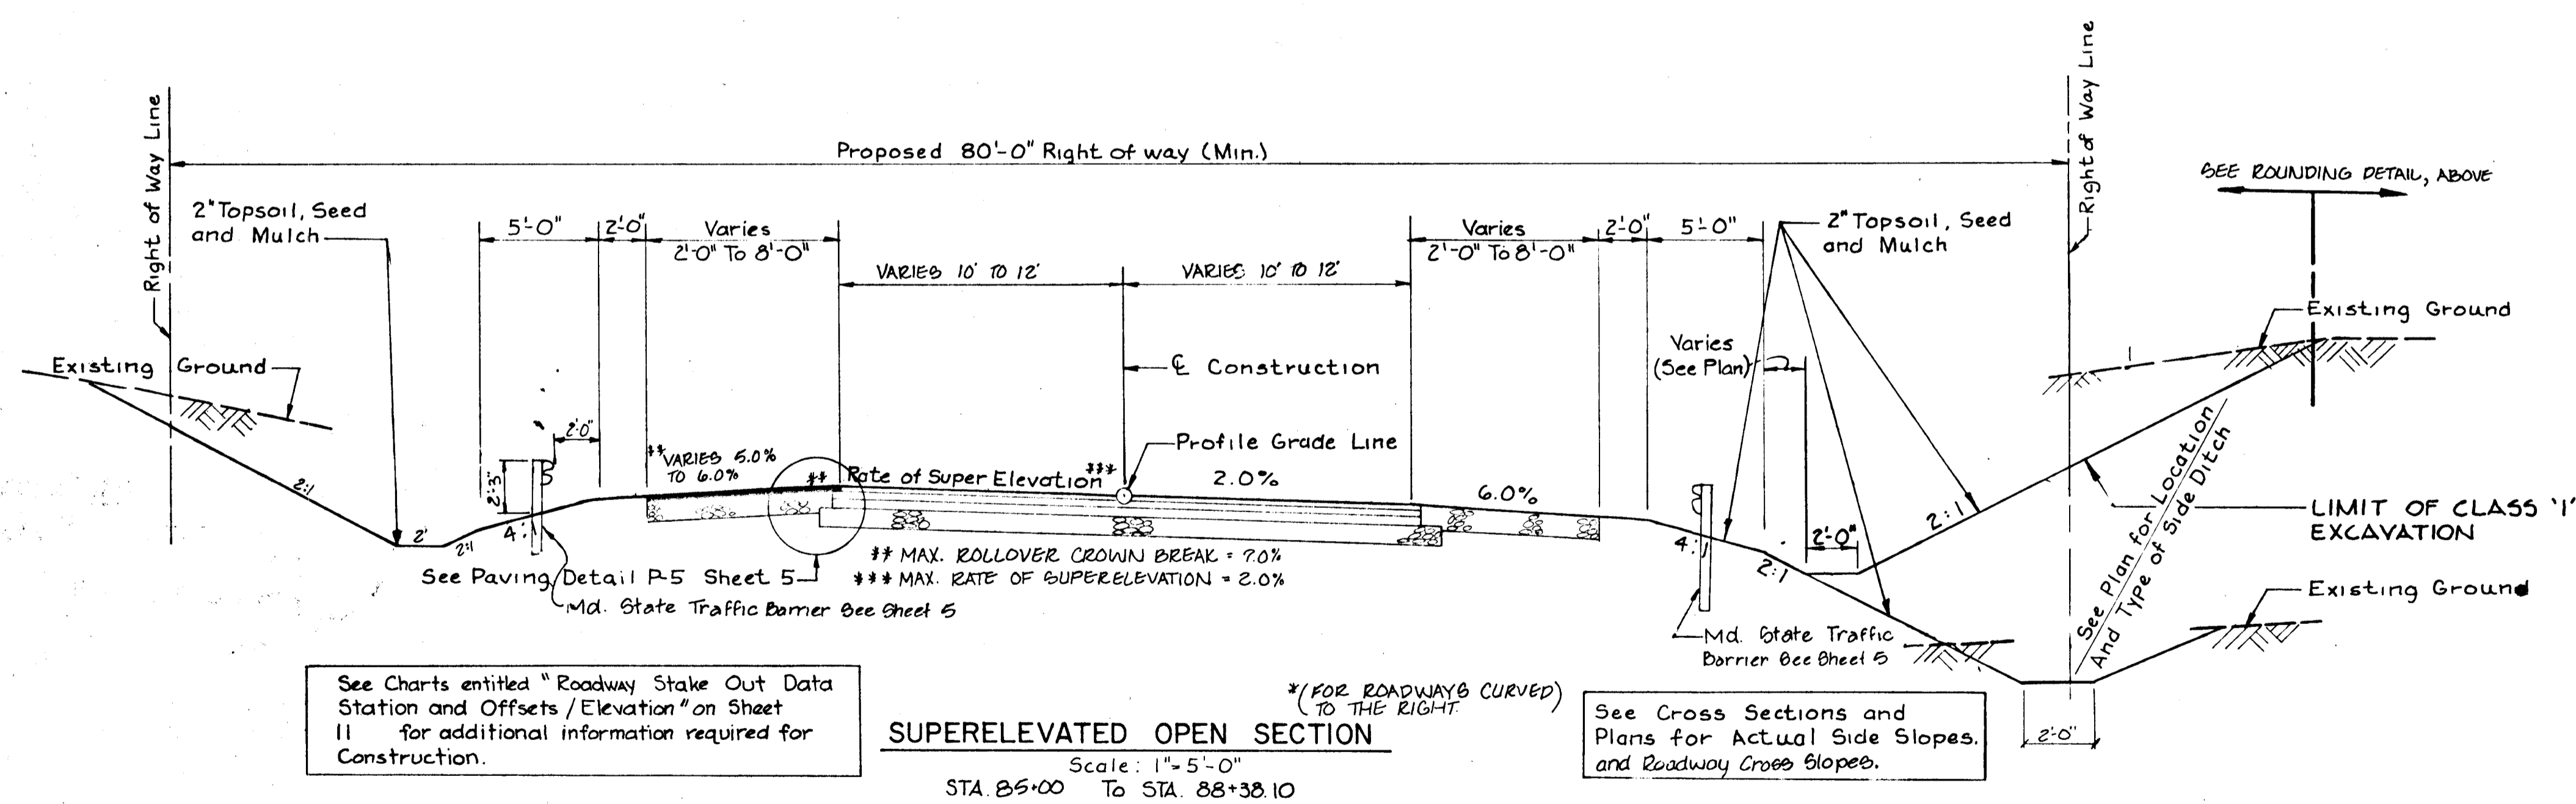 Right of Way Line
Right of Way Line
Proposed 80'-0" Right of way (Min.)
SEE ROUNDING DETAIL, ABOVE
2" Topsoil, Seed
and Mulch
5'-0"
2'-0"
Varies
2'-0" To 8'-0"
VARIES 10' TO 12'
VARIES 10' TO 12'
Varies
2'-0" To 8'-0"
2'-0"
5'-0"
2" Topsoil, Seed
and Mulch
Existing Ground
Existing Ground
Varies
(See Plan)
℄ Construction
2'-0"
2'-3"
**VARIES 5.0%
TO 6.0%
** Rate of Super Elevation***
Profile Grade Line
2.0%
6.0%
2:1
2'
2:1
4:1
4:1
2:1
2'-0"
2:1
See Plan for Location
And Type of Side Ditch
LIMIT OF CLASS '1'
EXCAVATION
** MAX. ROLLOVER CROWN BREAK = 7.0%
*** MAX. RATE OF SUPERELEVATION = 2.0%
See Paving Detail P-5 Sheet 5
Md. State Traffic Barrier See Sheet 5
Existing Ground
Md. State Traffic
Barrier See Sheet 5
2'-0"
See Charts entitled "Roadway Stake Out Data
Station and Offsets / Elevation" on Sheet
11 for additional information required for
Construction.
*(FOR ROADWAYS CURVED)
TO THE RIGHT
SUPERELEVATED OPEN SECTION
Scale: 1"=5'-0"
STA. 85+00 To STA. 88+38.10
See Cross Sections and
Plans for Actual Side Slopes.
and Roadway Cross Slopes.